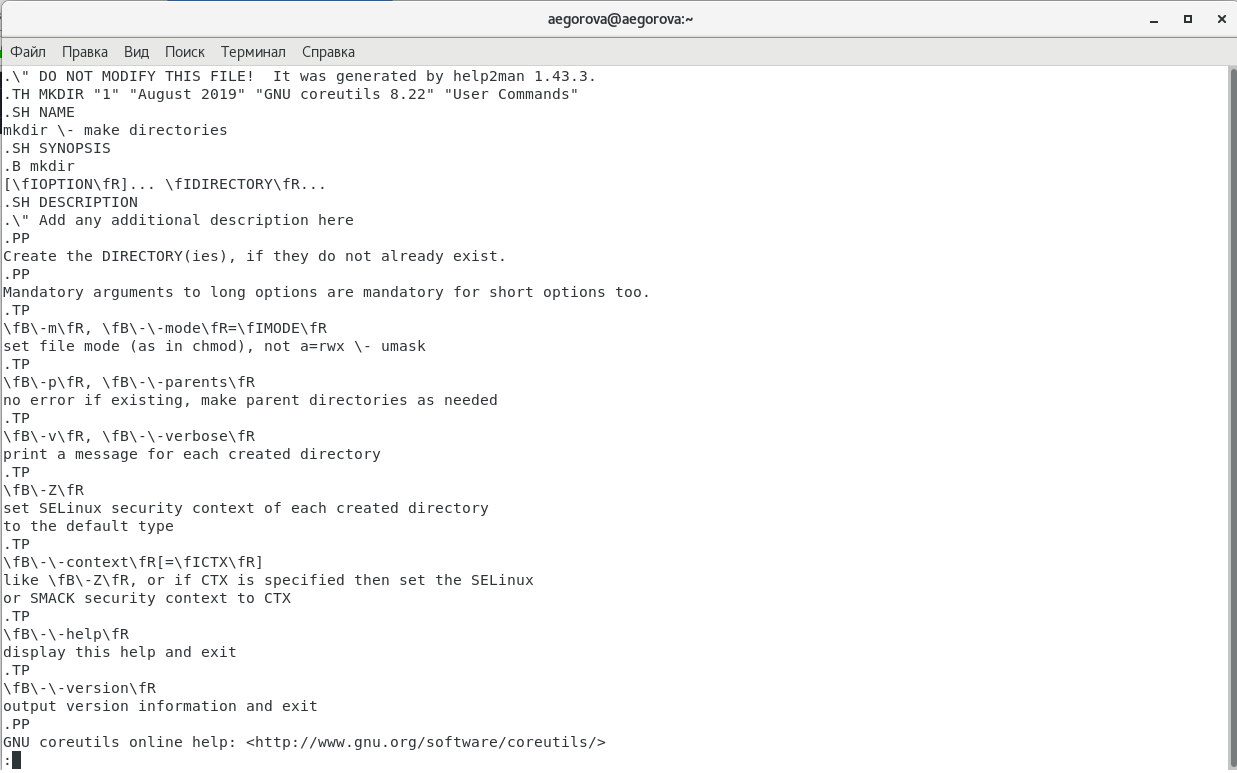 aegorova@aegorova:~
Файл Правка Вид Поиск Терминал Справка
.\" DO NOT MODIFY THIS FILE!  It was generated by help2man 1.43.3.
.TH MKDIR "1" "August 2019" "GNU coreutils 8.22" "User Commands"
.SH NAME
mkdir \- make directories
.SH SYNOPSIS
.B mkdir
[\fIOPTION\fR]... \fIDIRECTORY\fR...
.SH DESCRIPTION
.\" Add any additional description here
.PP
Create the DIRECTORY(ies), if they do not already exist.
.PP
Mandatory arguments to long options are mandatory for short options too.
.TP
\fB\-m\fR, \fB\-\-mode\fR=\fIMODE\fR
set file mode (as in chmod), not a=rwx \- umask
.TP
\fB\-p\fR, \fB\-\-parents\fR
no error if existing, make parent directories as needed
.TP
\fB\-v\fR, \fB\-\-verbose\fR
print a message for each created directory
.TP
\fB\-Z\fR
set SELinux security context of each created directory
to the default type
.TP
\fB\-\-context\fR[=\fICTX\fR]
like \fB\-Z\fR, or if CTX is specified then set the SELinux
or SMACK security context to CTX
.TP
\fB\-\-help\fR
display this help and exit
.TP
\fB\-\-version\fR
output version information and exit
.PP
GNU coreutils online help: <http://www.gnu.org/software/coreutils/>
: